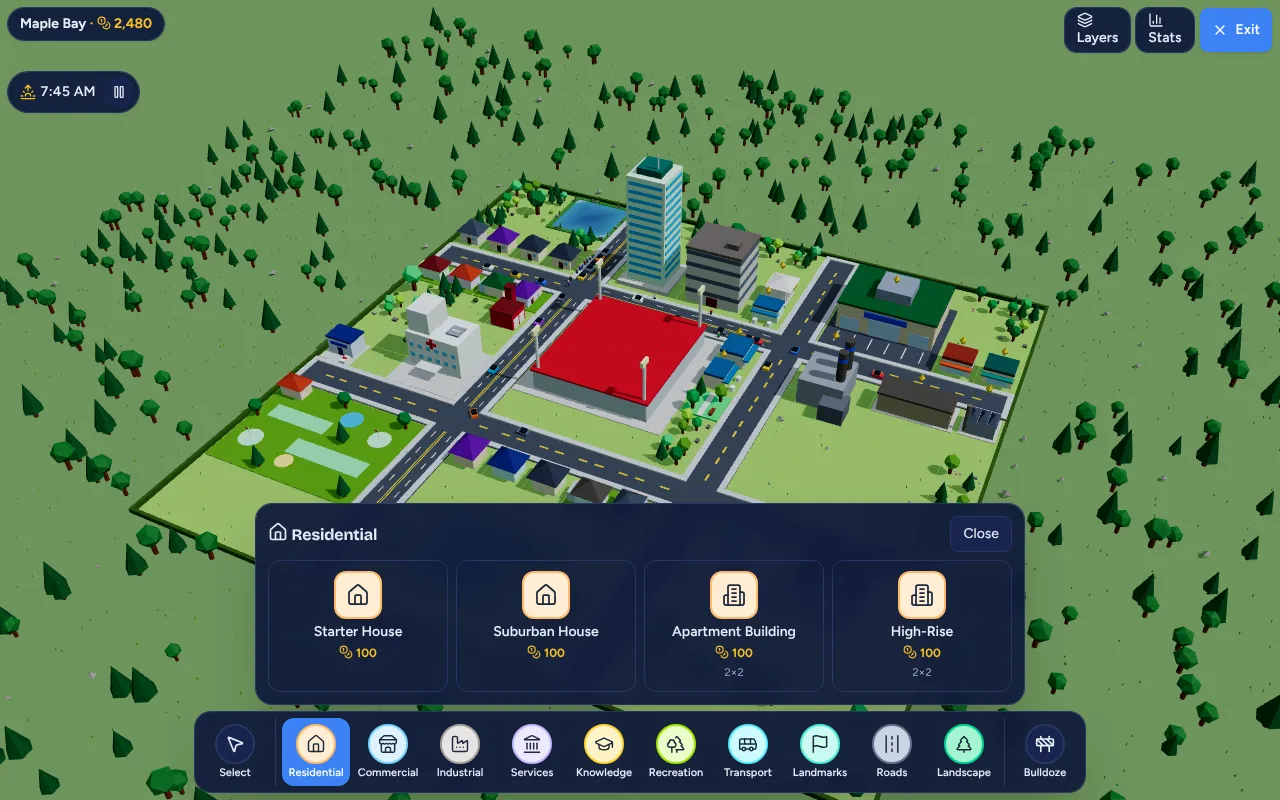 Maple Bay · 2,480
Layers
Stats
Exit
7:45 AM
Residential
Close
Starter House
100
Suburban House
100
Apartment Building
100
2×2
High-Rise
100
2×2
Select
Residential
Commercial
Industrial
Services
Knowledge
Recreation
Transport
Landmarks
Roads
Landscape
Bulldoze